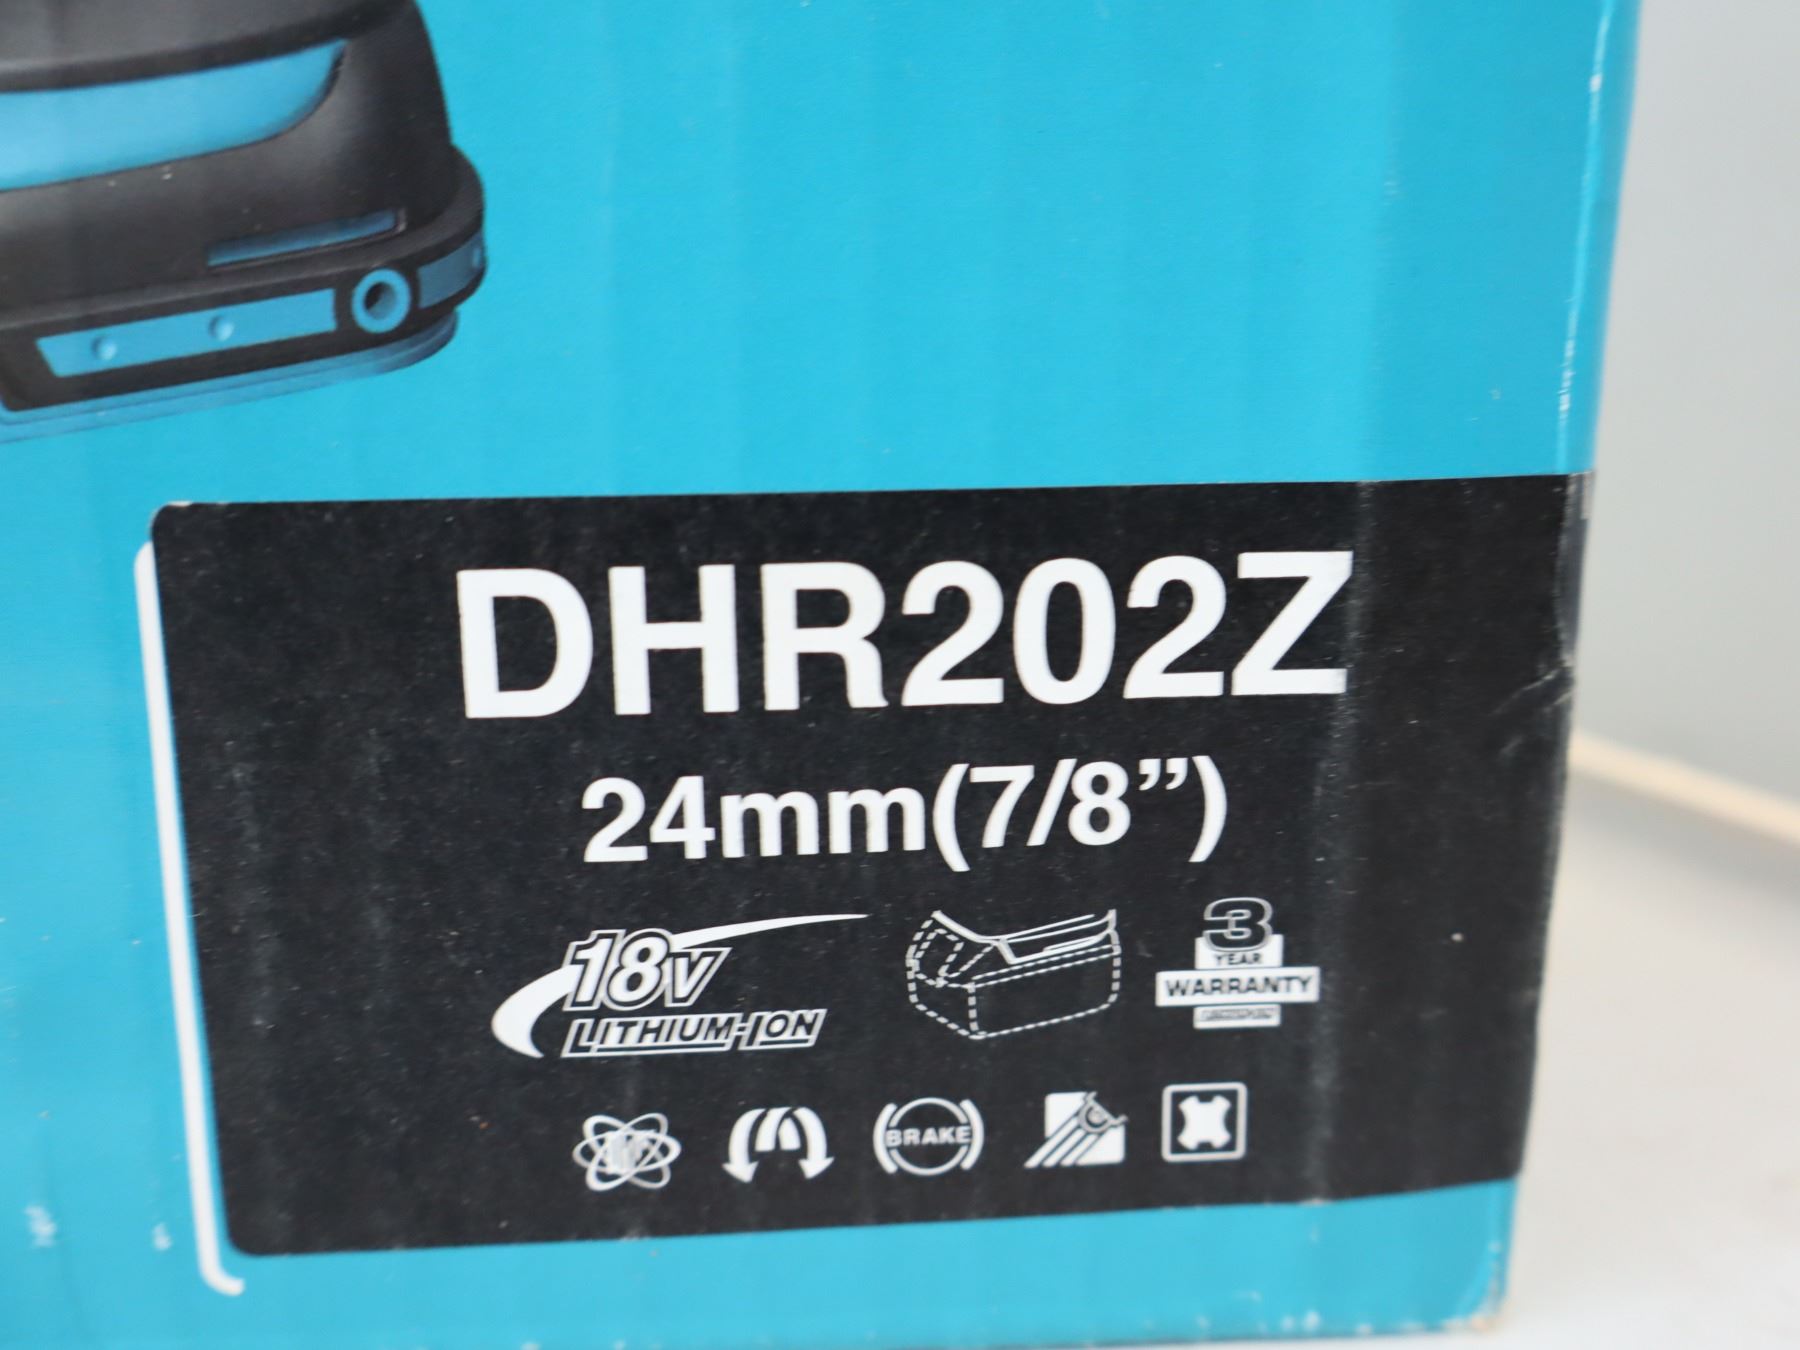 DHR202Z
24mm(7/8”)
18V
LITHIUM-ION
3
YEAR
WARRANTY
BRAKE